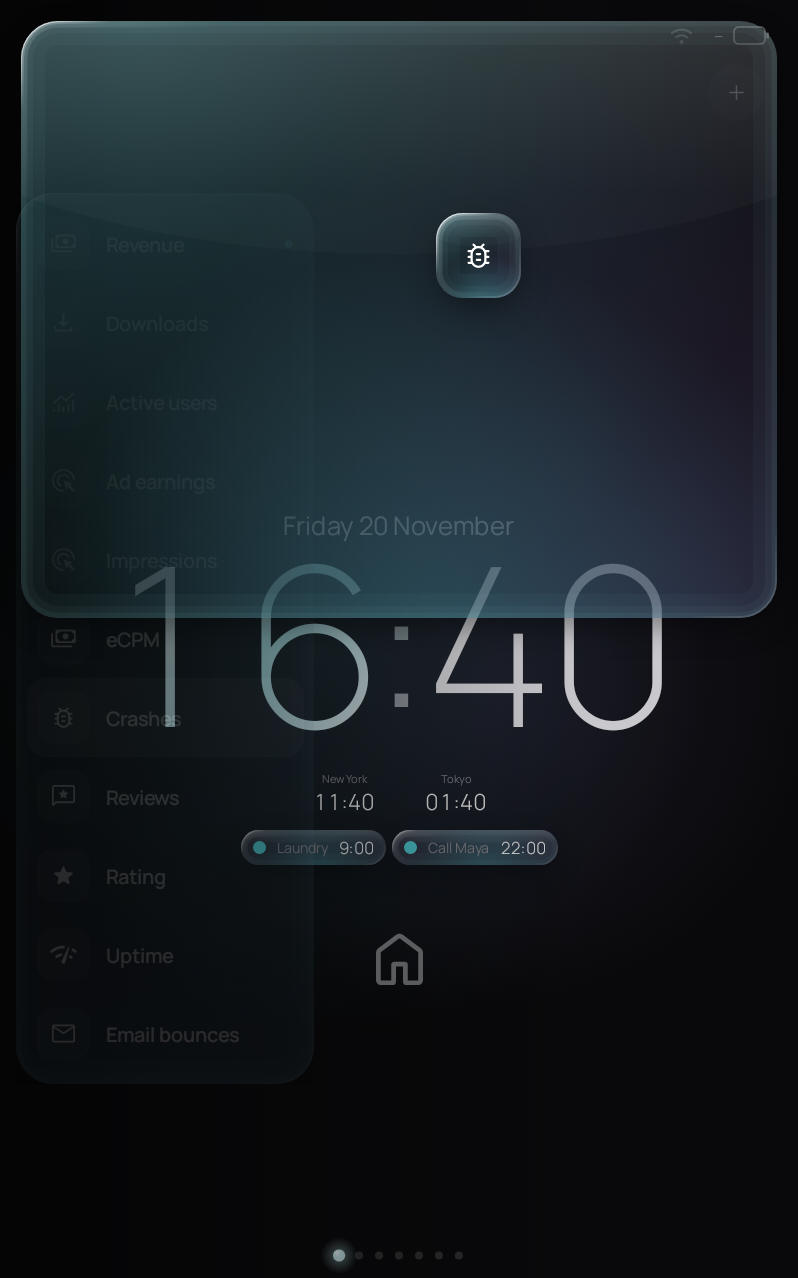 Revenue
Downloads
Active users
Ad earnings
Friday 20 November
Impressions
16:40
eCPM
Crashes
New York
Tokyo
11:40
01:40
Reviews
Laundry 9:00
Call Maya 22:00
Rating
Uptime
Email bounces